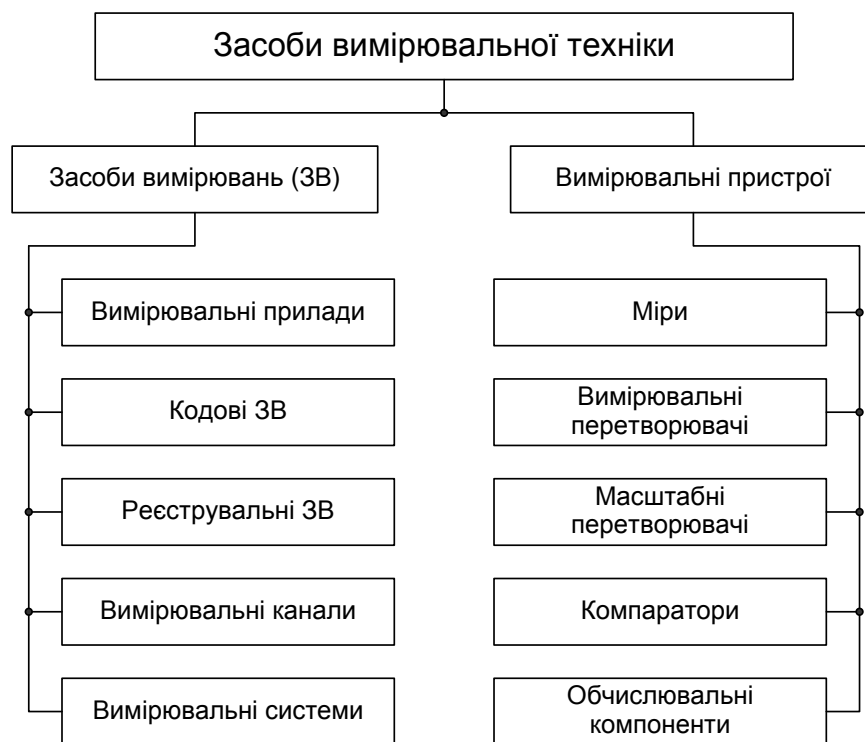 Засоби вимірювальної техніки
Засоби вимірювань (ЗВ)
Вимірювальні пристрої
Вимірювальні прилади
Кодові ЗВ
Реєструвальні ЗВ
Вимірювальні канали
Вимірювальні системи
Міри
Вимірювальні
перетворювачі
Масштабні
перетворювачі
Компаратори
Обчислювальні
компоненти